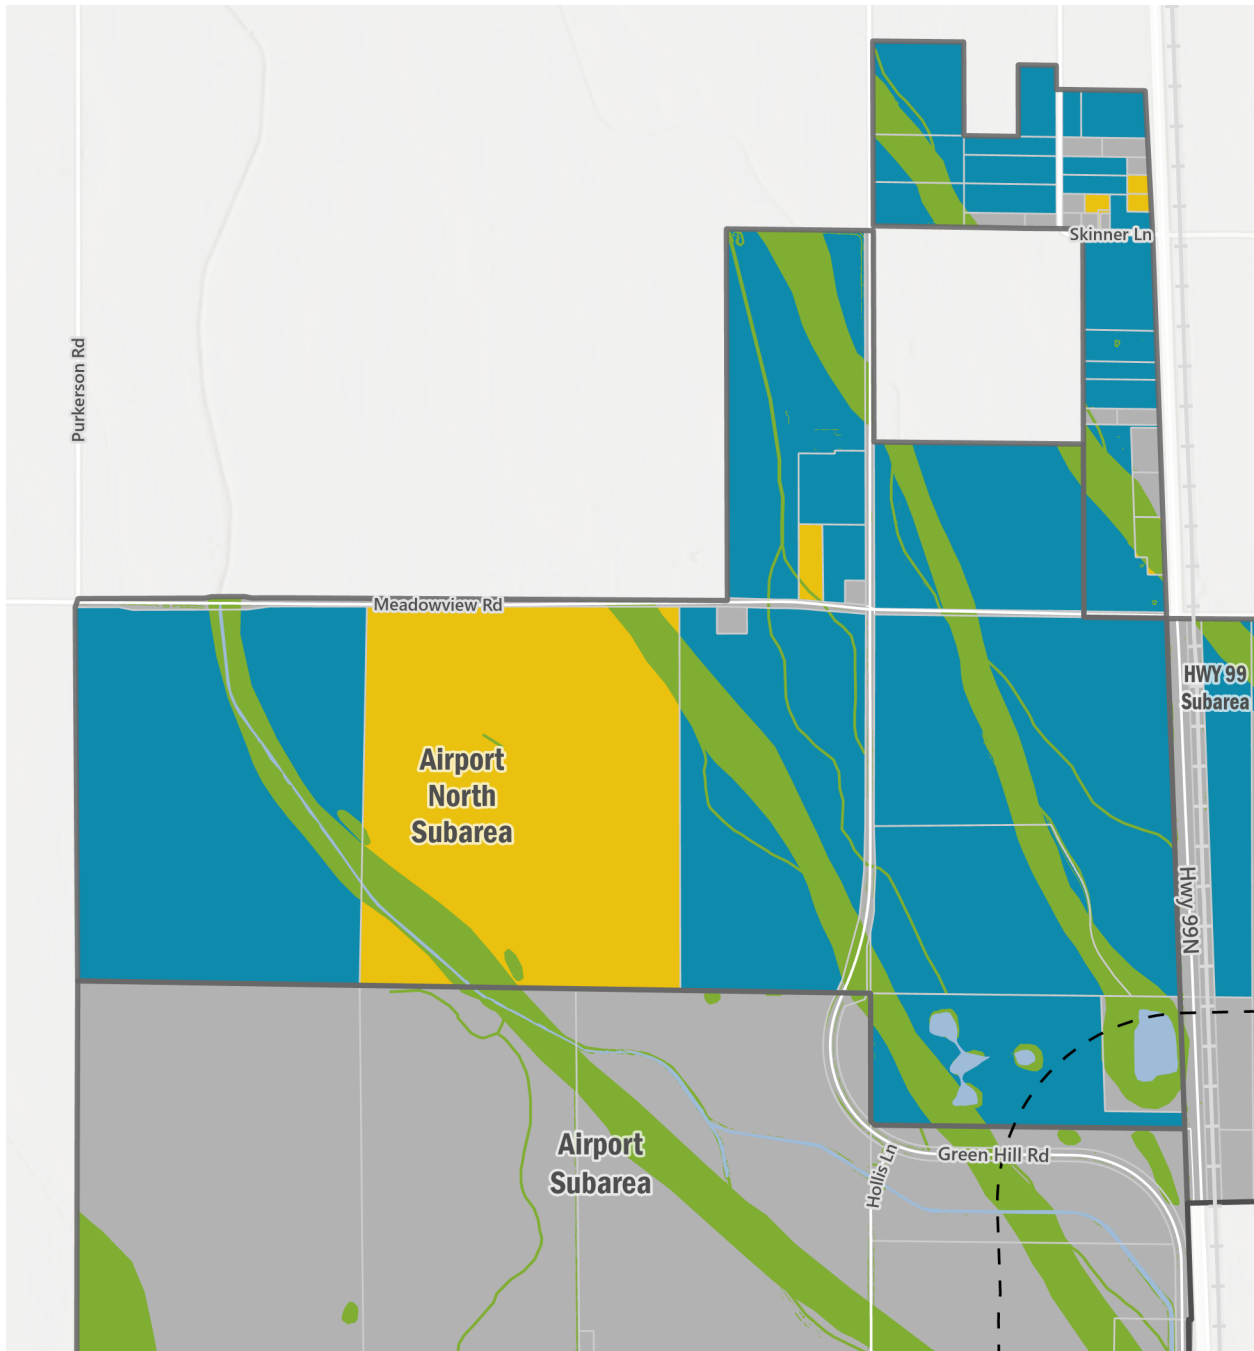 Skinner Ln
Purkerson Rd
Meadowview Rd
HWY 99
Subarea
Airport
North
Subarea
Hwy 99N
Airport
Subarea
Green Hill Rd
Hollis Ln